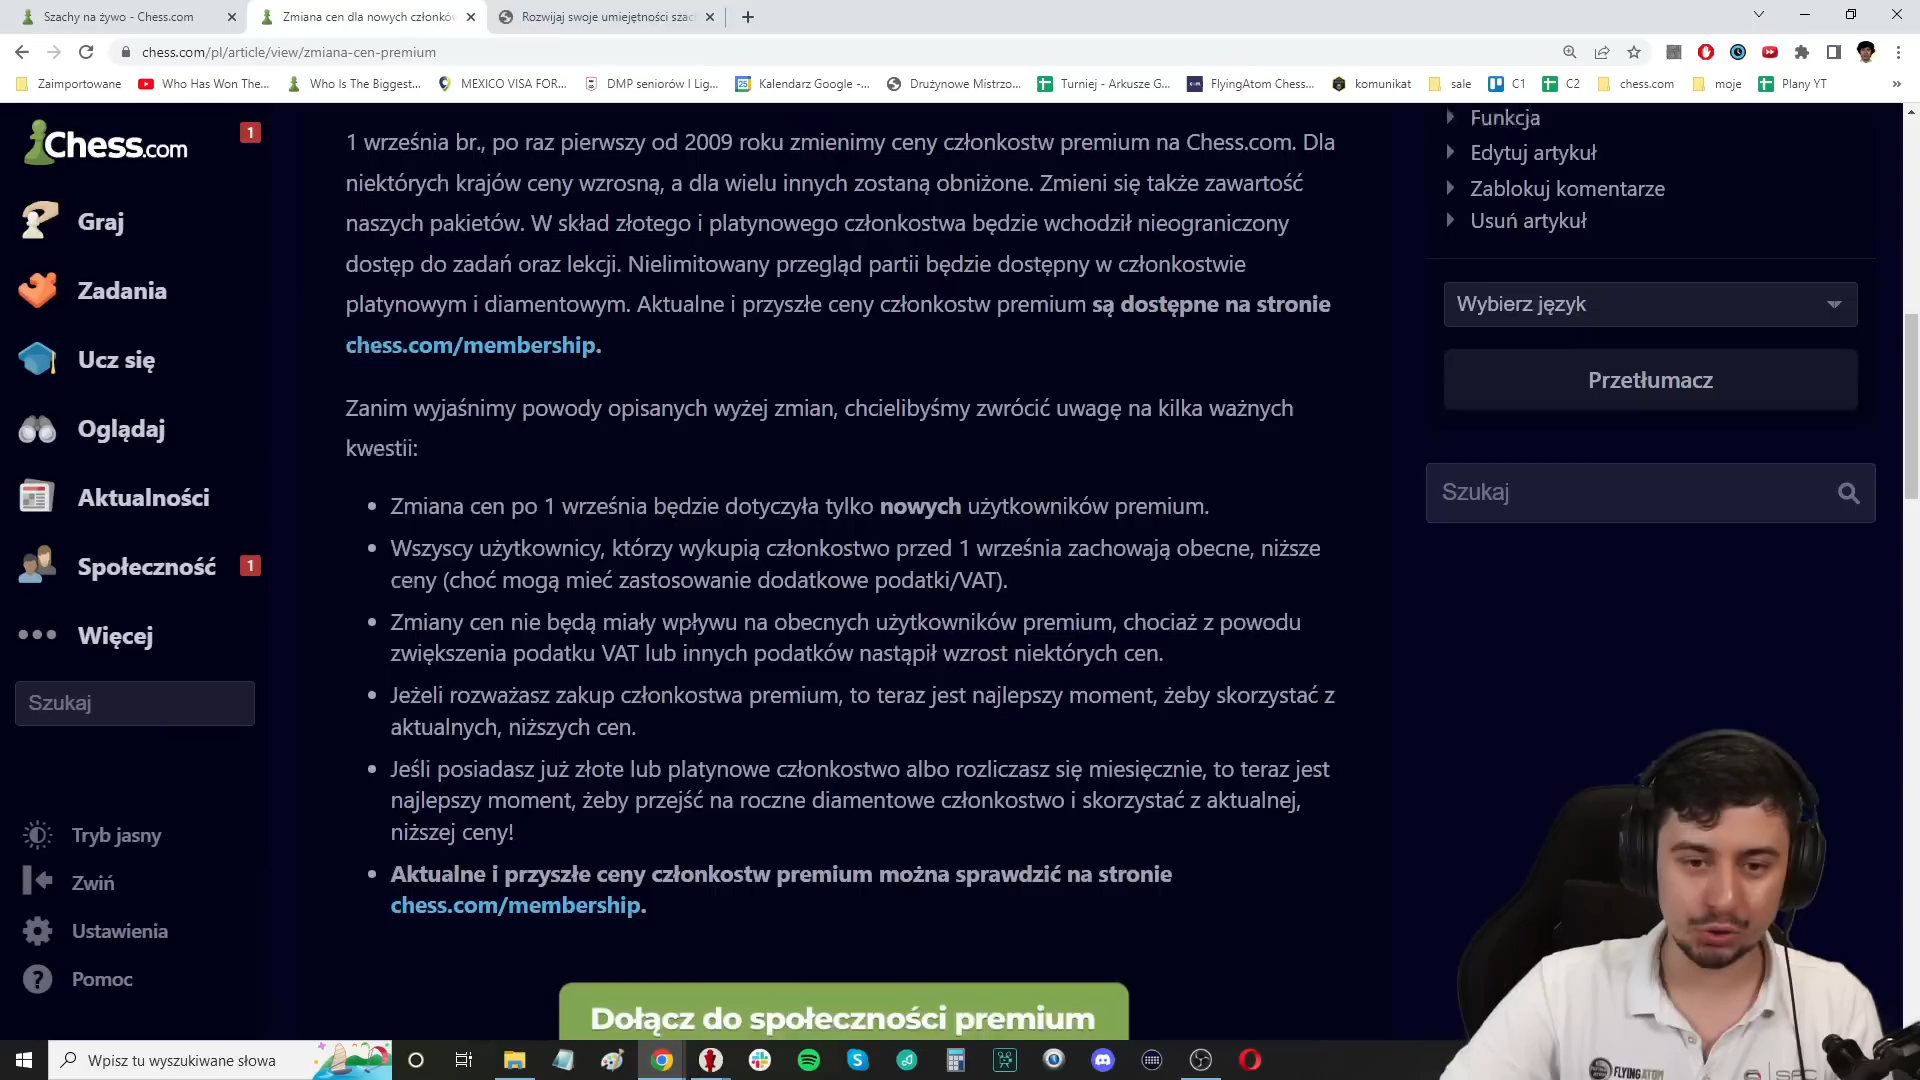 Szachy na żywo - Chess.com
Zmiana cen dla nowych członków
Rozwijaj swoje umiejętności szac
chess.com/pl/article/view/zmiana-cen-premium
Zaimportowane
Who Has Won The...
Who Is The Biggest...
MEXICO VISA FOR...
DMP seniorów i Lig...
Kalendarz Google -...
Drużynowe Mistrzo...
Turniej - Arkusze G...
FlyingAtom Chess...
komunikat
sale
C1
C2
chess.com
moje
Plany YT
»
Chess.com
1
Graj
Zadania
Ucz się
Oglądaj
Aktualności
Społeczność
1
Więcej
Szukaj
Tryb jasny
Zwiń
Ustawienia
Pomoc
1 września br., po raz pierwszy od 2009 roku zmienimy ceny członkostw premium na Chess.com. Dla
niektórych krajów ceny wzrosną, a dla wielu innych zostaną obniżone. Zmieni się także zawartość
naszych pakietów. W skład złotego i platynowego członkostwa będzie wchodził nieograniczony
dostęp do zadań oraz lekcji. Nielimitowany przegląd partii będzie dostępny w członkostwie
platynowym i diamentowym. Aktualne i przyszłe ceny członkostw premium są dostępne na stronie
chess.com/membership.
Zanim wyjaśnimy powody opisanych wyżej zmian, chcielibyśmy zwrócić uwagę na kilka ważnych
kwestii:
• Zmiana cen po 1 września będzie dotyczyła tylko nowych użytkowników premium.
• Wszyscy użytkownicy, którzy wykupią członkostwo przed 1 września zachowają obecne, niższe
ceny (choć mogą mieć zastosowanie dodatkowe podatki/VAT).
• Zmiany cen nie będą miały wpływu na obecnych użytkowników premium, chociaż z powodu
zwiększenia podatku VAT lub innych podatków nastąpił wzrost niektórych cen.
• Jeżeli rozważasz zakup członkostwa premium, to teraz jest najlepszy moment, żeby skorzystać z
aktualnych, niższych cen.
• Jeśli posiadasz już złote lub platynowe członkostwo albo rozliczasz się miesięcznie, to teraz jest
najlepszy moment, żeby przejść na roczne diamentowe członkostwo i skorzystać z aktualnej,
niższej ceny!
• Aktualne i przyszłe ceny członkostw premium można sprawdzić na stronie
chess.com/membership.
Dołącz do społeczności premium
Funkcja
Edytuj artykuł
Zablokuj komentarze
Usuń artykuł
Wybierz język
Przetłumacz
Szukaj
FLYING ATOM
Wpisz tu wyszukiwane słowa